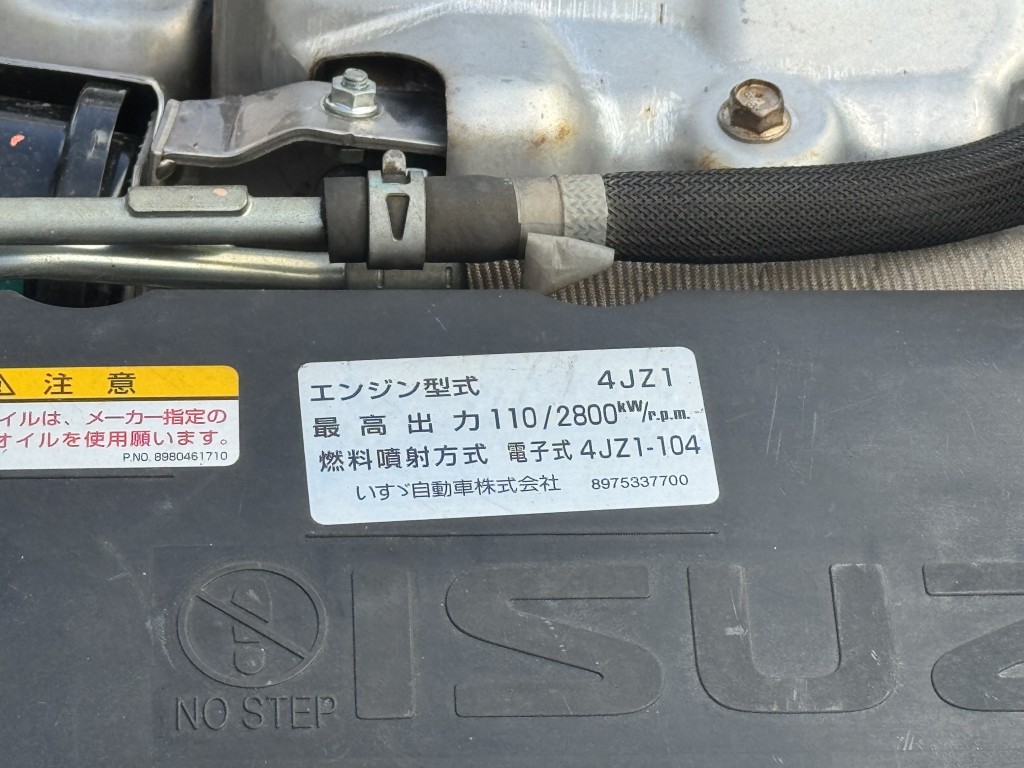 注意
イルは、メーカー指定の
オイルを使用願います。
P.NO. 8980461710
エンジン型式 4JZ1
最高出力 110/2800kW/r.p.m.
燃料噴射方式 電子式 4JZ1-104
いすゞ自動車株式会社 8975337700
NO STEP
ISUZ